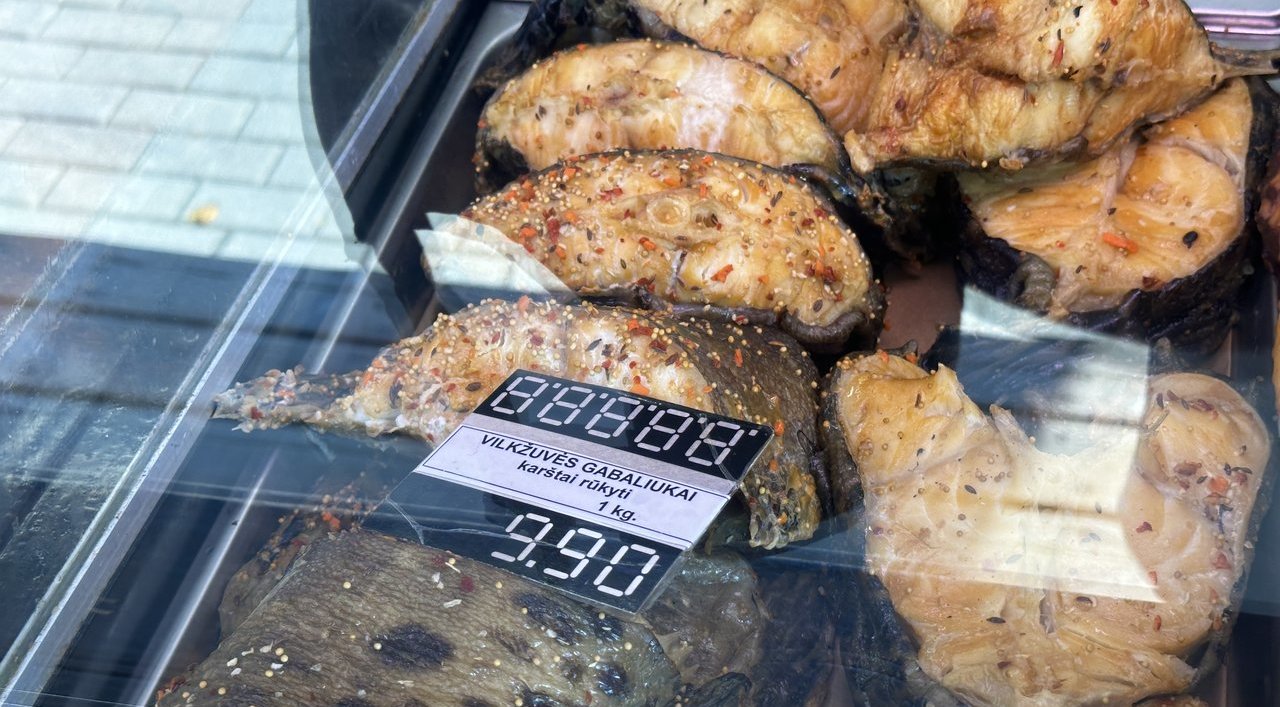 VILKŽUVĖS GABALIUKAI
karštai rūkyti
1 kg.
9.90